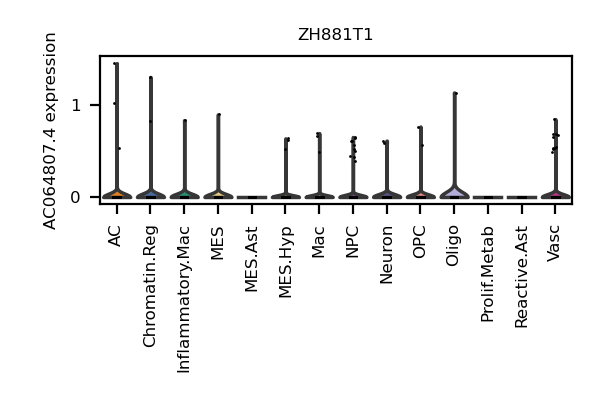 ZH881T1
AC064807.4 expression
1
0
AC
Chromatin.Reg
Inflammatory.Mac
MES
MES.Ast
MES.Hyp
Mac
NPC
Neuron
OPC
Oligo
Prolif.Metab
Reactive.Ast
Vasc